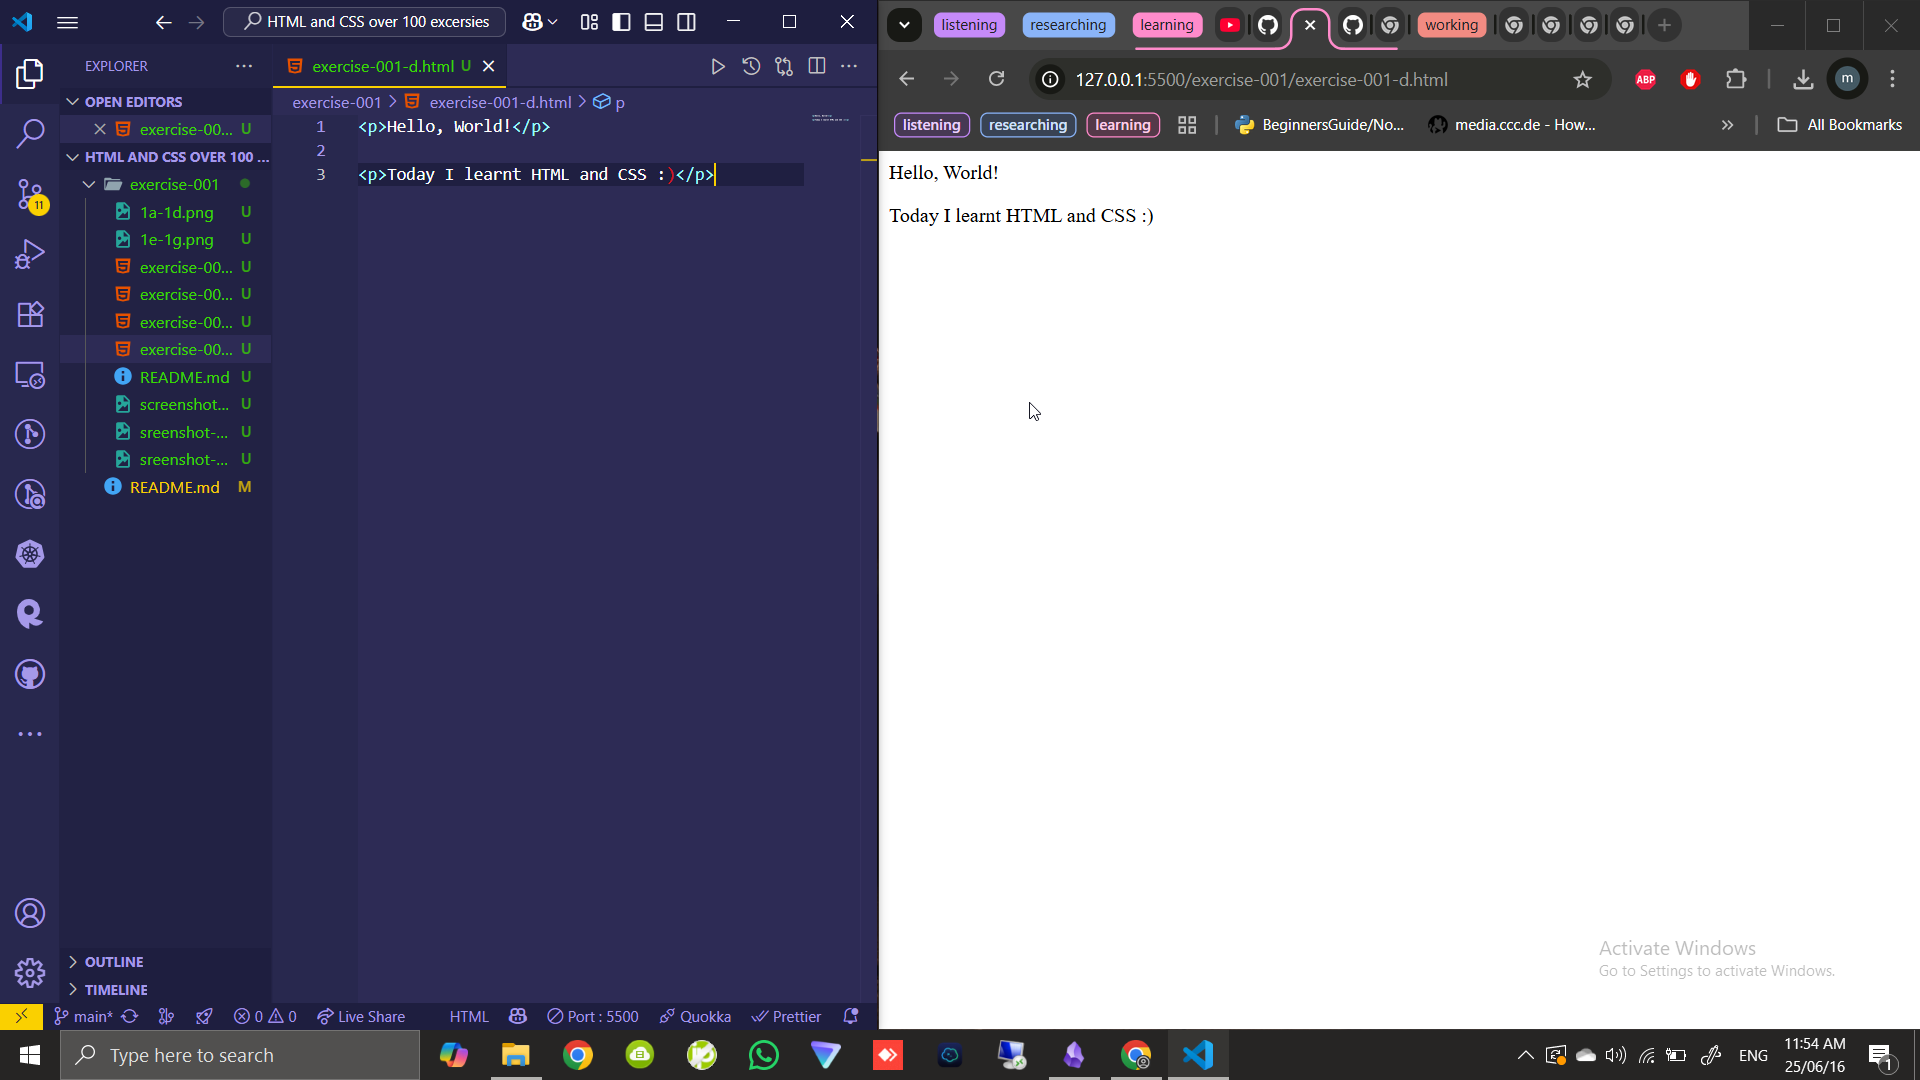 HTML and CSS over 100 excersies
EXPLORER
OPEN EDITORS
exercise-00... U
HTML AND CSS OVER 100 ...
exercise-001
1a-1d.png U
1e-1g.png U
exercise-00... U
exercise-00... U
exercise-00... U
exercise-00... U
README.md U
screenshot... U
sreenshot-... U
sreenshot-... U
README.md M
11
OUTLINE
TIMELINE
exercise-001-d.html U
exercise-001 > exercise-001-d.html > p
1 <p>Hello, World!</p>
2
3 <p>Today I learnt HTML and CSS :)</p>
main* 0 0 Live Share HTML Port : 5500 Quokka Prettier
listening researching learning working
127.0.0.1:5500/exercise-001/exercise-001-d.html ABP m
listening researching learning BeginnersGuide/No... media.ccc.de - How... » All Bookmarks
Hello, World!
Today I learnt HTML and CSS :)
Activate Windows
Go to Settings to activate Windows.
Type here to search
ENG
11:54 AM
25/06/16
1